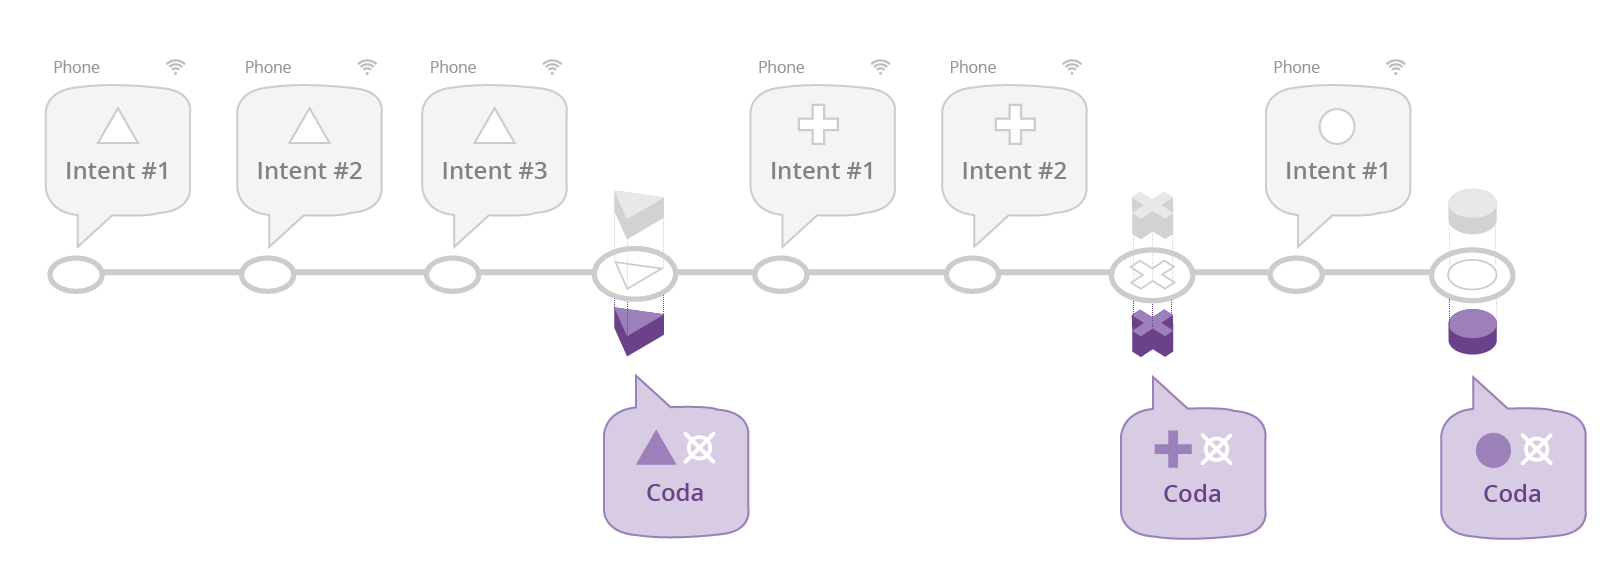 Phone
Phone
Phone
Phone
Phone
Phone
Intent #1
Intent #2
Intent #3
Intent #1
Intent #2
Intent #1
Coda
Coda
Coda